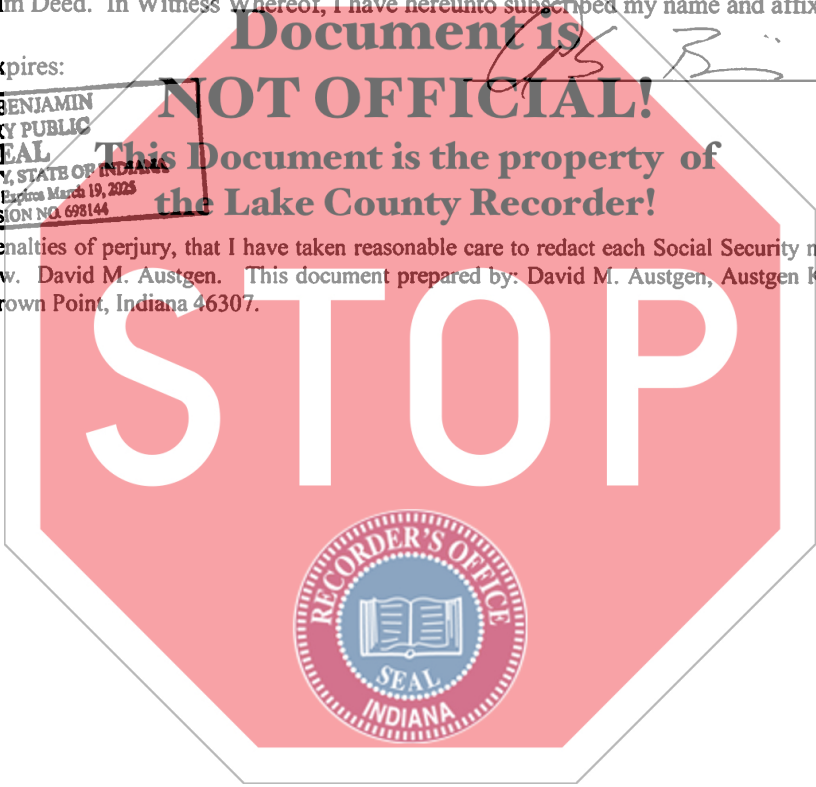 m Deed. In Witness Whereof, I have hereunto subscribed my name and affix
Document is
xpires:
NOT OFFICIAL!
BENJAMIN
Y PUBLIC
EAL
This Document is the property of
Y, STATE OF INDIANA
Expires March 19, 2025
the Lake County Recorder!
SION NO. 698144
enalties of perjury, that I have taken reasonable care to redact each Social Security n
w. David M. Austgen. This document prepared by: David M. Austgen, Austgen K
rown Point, Indiana 46307.
STOP
RECORDER'S OFFICE
SEAL
INDIANA